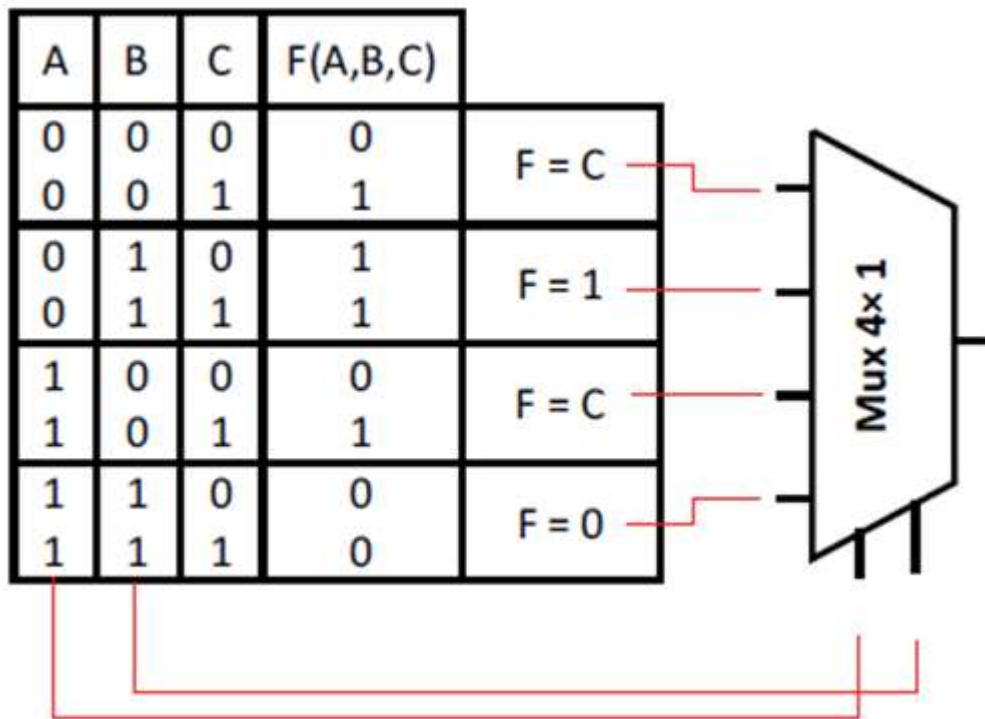 A B C F(A,B,C)
0 0 0 0
F = C
0 0 1 1
0 1 0 1
F = 1
0 1 1 1
1 0 0 0
F = C
1 0 1 1
1 1 0 0
F = 0
1 1 1 0
Mux 4× 1